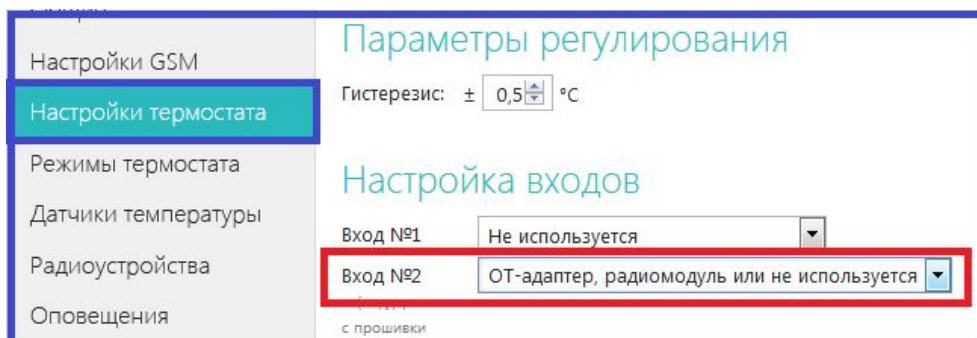 Настройки GSM
Настройки термостата
Режимы термостата
Датчики температуры
Радиоустройства
Оповещения
Параметры регулирования
Гистерезис: ± 0,5 °C
Настройка входов
Вход №1 Не используется
Вход №2 ОТ-адаптер, радиомодуль или не используется
с прошивки